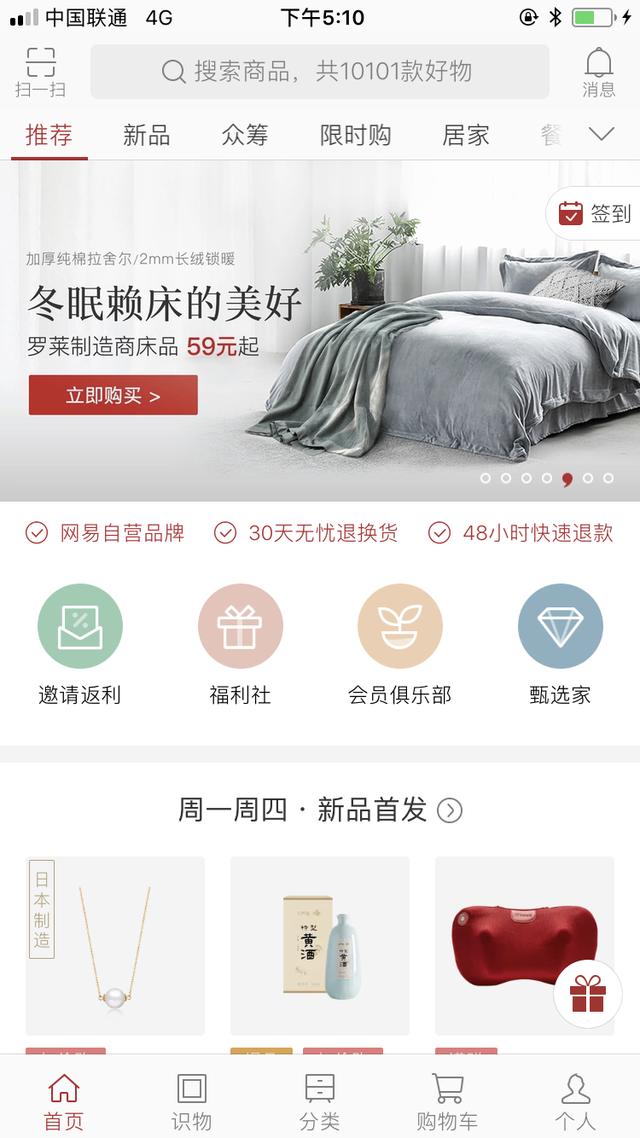 中国联通 4G 下午5:10
扫一扫
搜索商品，共10101款好物
消息
推荐 新品 众筹 限时购 居家 餐
签到
加厚纯棉拉舍尔/2mm长绒锁暖
冬眠赖床的美好
罗莱制造商床品 59元起
立即购买 >
网易自营品牌 30天无忧退换货 48小时快速退款
邀请返利 福利社 会员俱乐部 甄选家
周一周四 · 新品首发
日本制造
黄酒
黄酒
首页 识物 分类 购物车 个人